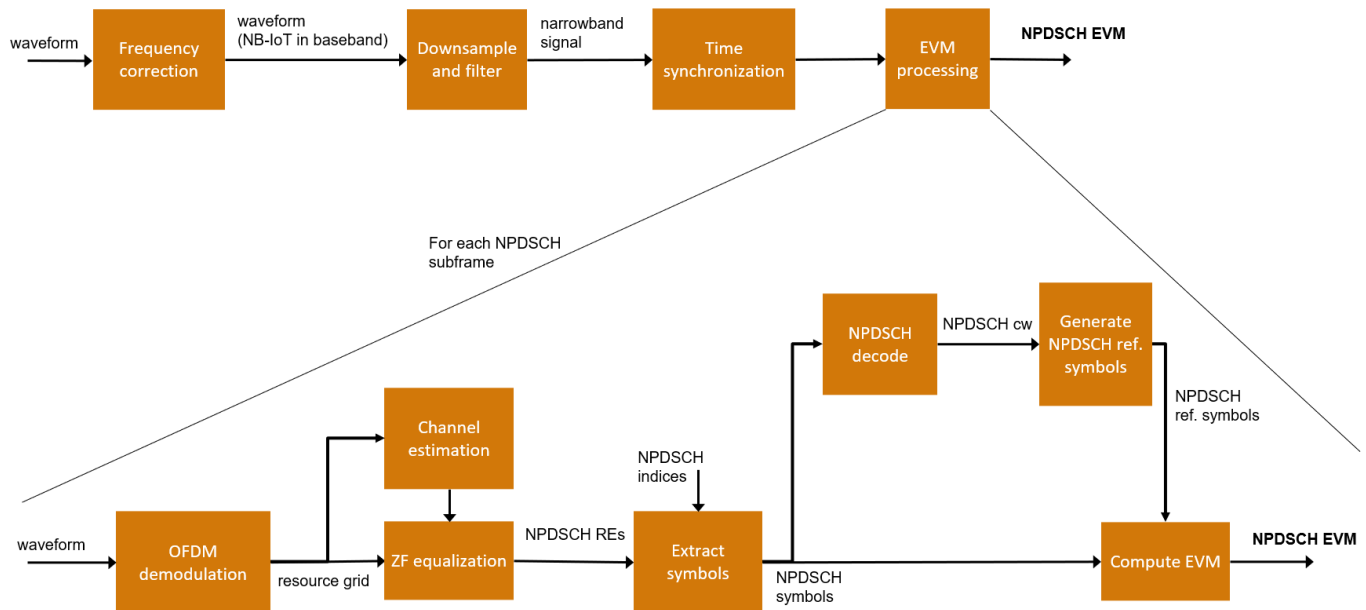 waveform
Frequency
correction
waveform
(NB-IoT in baseband)
Downsample
and filter
narrowband
signal
Time
synchronization
EVM
processing
NPDSCH EVM
For each NPDSCH
subframe
NPDSCH
decode
NPDSCH cw
Generate
NPDSCH ref.
symbols
NPDSCH
ref. symbols
Channel
estimation
NPDSCH
indices
waveform
OFDM
demodulation
resource grid
ZF equalization
NPDSCH REs
Extract
symbols
NPDSCH
symbols
Compute EVM
NPDSCH EVM